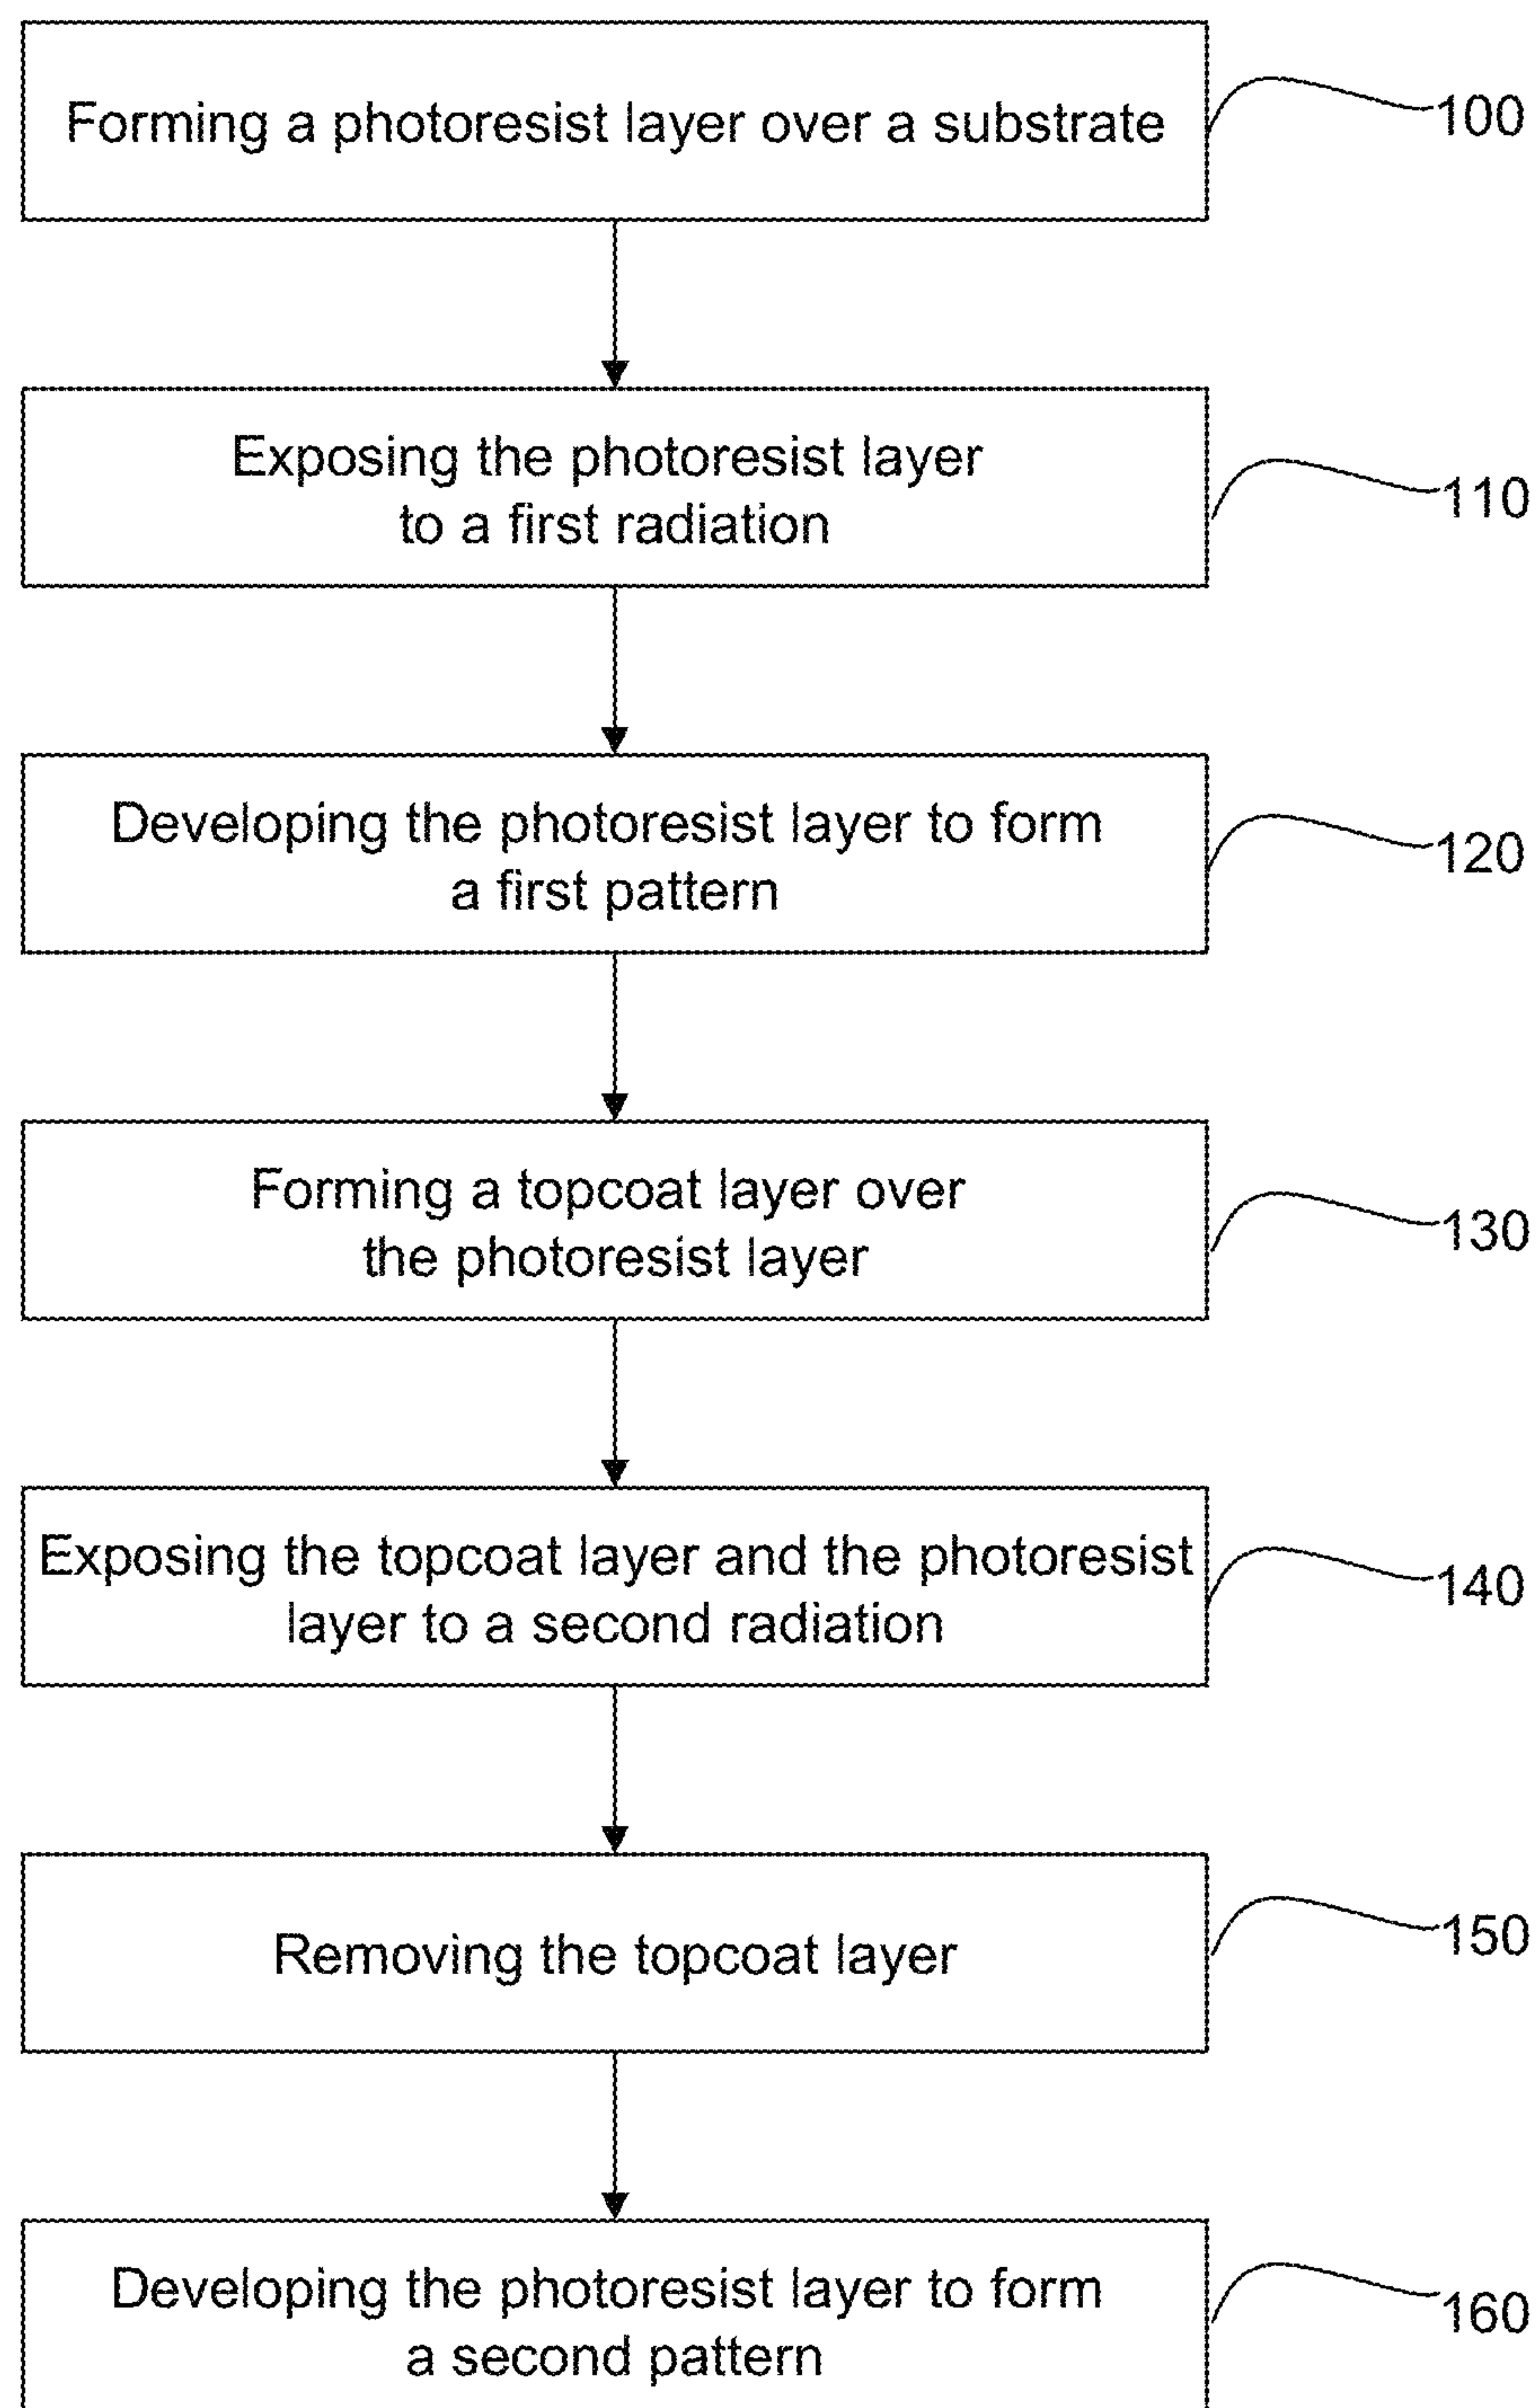 Forming a photoresist layer over a substrate
100
Exposing the photoresist layer
to a first radiation
110
Developing the photoresist layer to form
a first pattern
120
Forming a topcoat layer over
the photoresist layer
130
Exposing the topcoat layer and the photoresist
layer to a second radiation
140
Removing the topcoat layer
150
Developing the photoresist layer to form
a second pattern
160